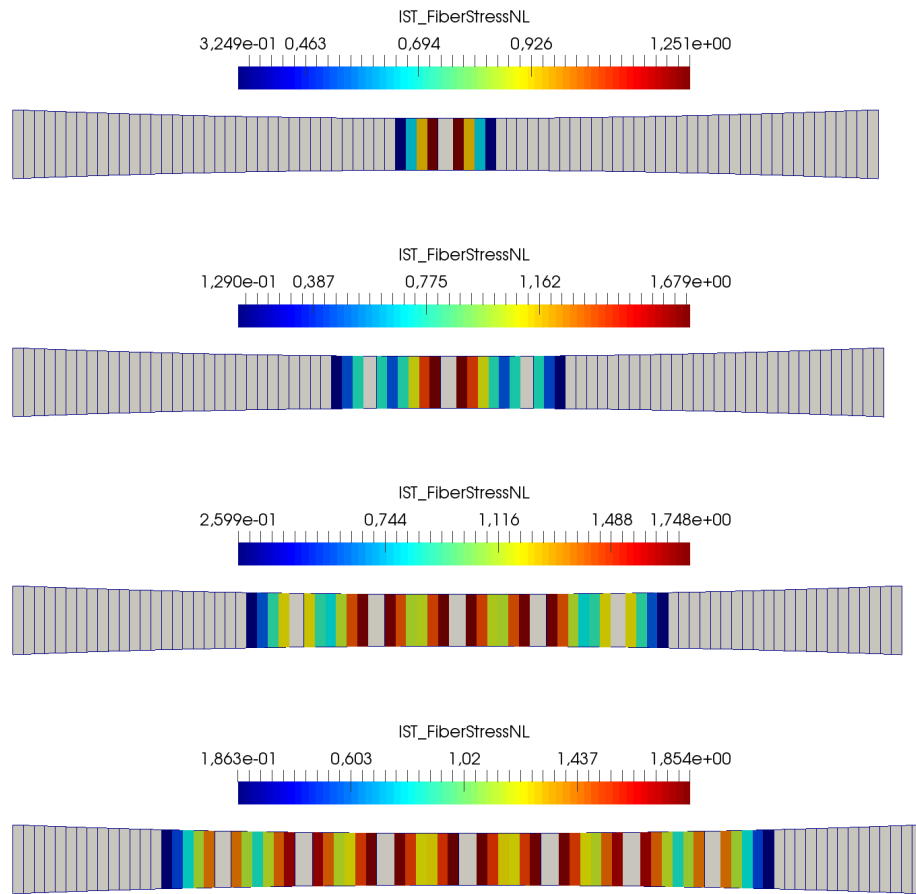 IST_FiberStressNL
3,249e-01 0,463 0,694 0,926 1,251e+00
IST_FiberStressNL
1,290e-01 0,387 0,775 1,162 1,679e+00
IST_FiberStressNL
2,599e-01 0,744 1,116 1,488 1,748e+00
IST_FiberStressNL
1,863e-01 0,603 1,02 1,437 1,854e+00